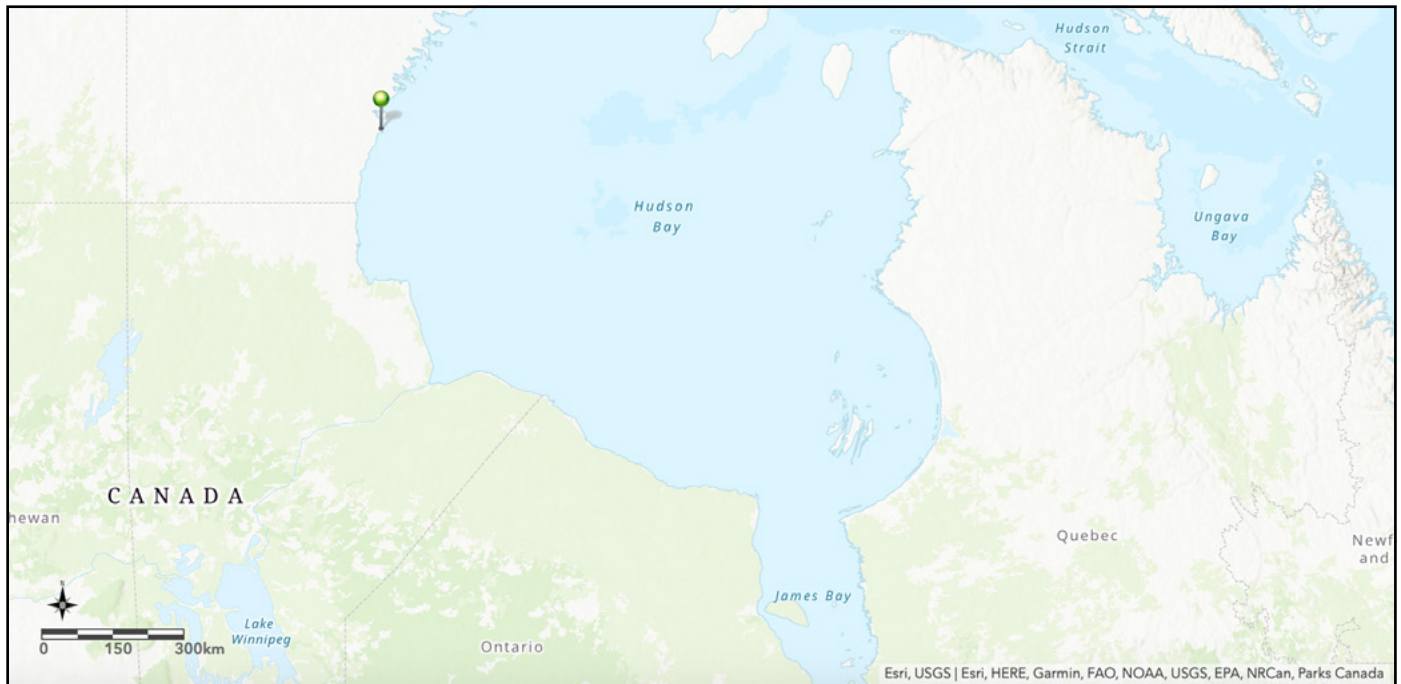 Hudson
Strait
Hudson
Bay
Ungava
Bay
CANADA
hewan
Quebec
Newf
and
James Bay
N
Lake
Winnipeg
0 150 300km
Ontario
Esri, USGS | Esri, HERE, Garmin, FAO, NOAA, USGS, EPA, NRCan, Parks Canada